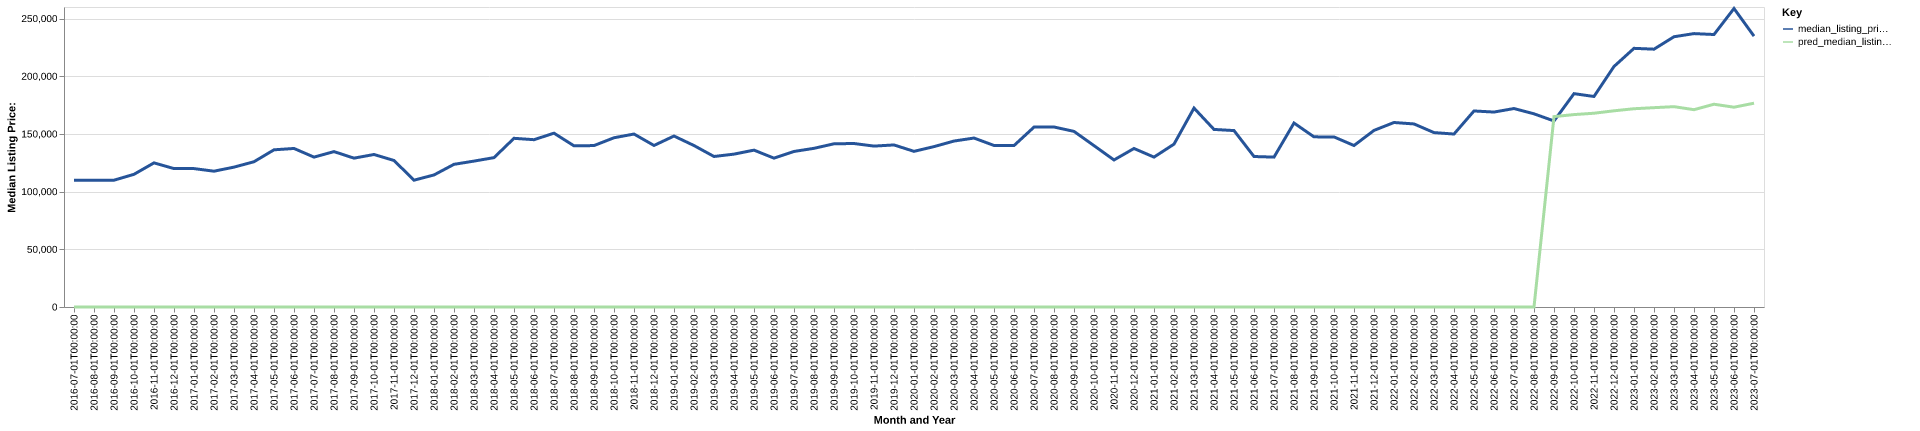 Median Listing Price:
250,000
200,000
150,000
100,000
50,000
0
2016-07-01T00:00:00
2016-08-01T00:00:00
2016-09-01T00:00:00
2016-10-01T00:00:00
2016-11-01T00:00:00
2016-12-01T00:00:00
2017-01-01T00:00:00
2017-02-01T00:00:00
2017-03-01T00:00:00
2017-04-01T00:00:00
2017-05-01T00:00:00
2017-06-01T00:00:00
2017-07-01T00:00:00
2017-08-01T00:00:00
2017-09-01T00:00:00
2017-10-01T00:00:00
2017-11-01T00:00:00
2017-12-01T00:00:00
2018-01-01T00:00:00
2018-02-01T00:00:00
2018-03-01T00:00:00
2018-04-01T00:00:00
2018-05-01T00:00:00
2018-06-01T00:00:00
2018-07-01T00:00:00
2018-08-01T00:00:00
2018-09-01T00:00:00
2018-10-01T00:00:00
2018-11-01T00:00:00
2018-12-01T00:00:00
2019-01-01T00:00:00
2019-02-01T00:00:00
2019-03-01T00:00:00
2019-04-01T00:00:00
2019-05-01T00:00:00
2019-06-01T00:00:00
2019-07-01T00:00:00
2019-08-01T00:00:00
2019-09-01T00:00:00
2019-10-01T00:00:00
2019-11-01T00:00:00
2019-12-01T00:00:00
2020-01-01T00:00:00
2020-02-01T00:00:00
2020-03-01T00:00:00
2020-04-01T00:00:00
2020-05-01T00:00:00
2020-06-01T00:00:00
2020-07-01T00:00:00
2020-08-01T00:00:00
2020-09-01T00:00:00
2020-10-01T00:00:00
2020-11-01T00:00:00
2020-12-01T00:00:00
2021-01-01T00:00:00
2021-02-01T00:00:00
2021-03-01T00:00:00
2021-04-01T00:00:00
2021-05-01T00:00:00
2021-06-01T00:00:00
2021-07-01T00:00:00
2021-08-01T00:00:00
2021-09-01T00:00:00
2021-10-01T00:00:00
2021-11-01T00:00:00
2021-12-01T00:00:00
2022-01-01T00:00:00
2022-02-01T00:00:00
2022-03-01T00:00:00
2022-04-01T00:00:00
2022-05-01T00:00:00
2022-06-01T00:00:00
2022-07-01T00:00:00
2022-08-01T00:00:00
2022-09-01T00:00:00
2022-10-01T00:00:00
2022-11-01T00:00:00
2022-12-01T00:00:00
2023-01-01T00:00:00
2023-02-01T00:00:00
2023-03-01T00:00:00
2023-04-01T00:00:00
2023-05-01T00:00:00
2023-06-01T00:00:00
2023-07-01T00:00:00
Month and Year
Key
median_listing_pri…
pred_median_listin…